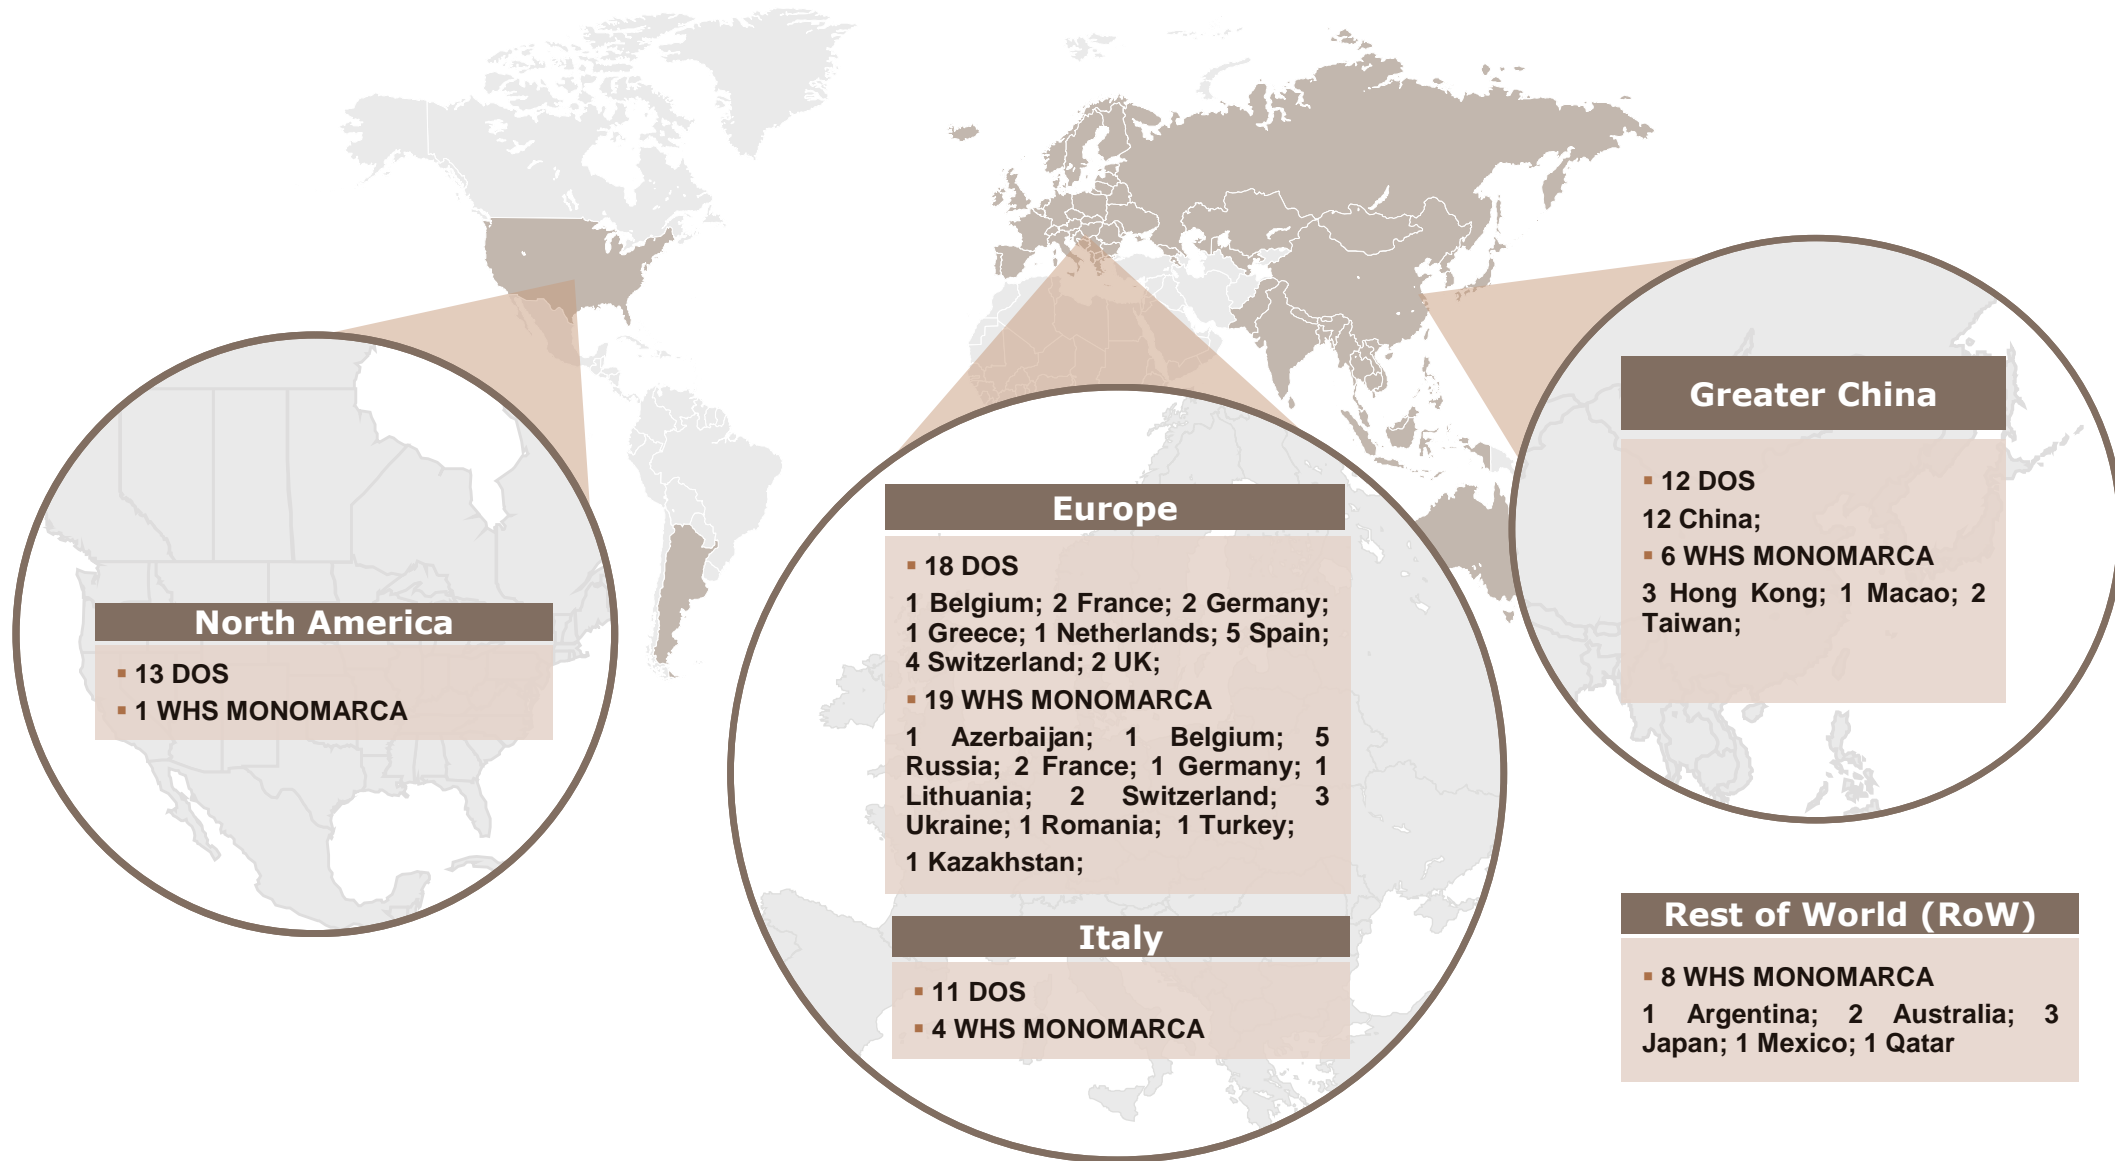 North America
▪ 13 DOS
▪ 1 WHS MONOMARCA
Europe
▪ 18 DOS
1 Belgium; 2 France; 2 Germany;
1 Greece; 1 Netherlands; 5 Spain;
4 Switzerland; 2 UK;
▪ 19 WHS MONOMARCA
1 Azerbaijan; 1 Belgium; 5
Russia; 2 France; 1 Germany; 1
Lithuania; 2 Switzerland; 3
Ukraine; 1 Romania; 1 Turkey;
1 Kazakhstan;
Italy
▪ 11 DOS
▪ 4 WHS MONOMARCA
Greater China
▪ 12 DOS
12 China;
▪ 6 WHS MONOMARCA
3 Hong Kong; 1 Macao; 2
Taiwan;
Rest of World (RoW)
▪ 8 WHS MONOMARCA
1 Argentina; 2 Australia; 3
Japan; 1 Mexico; 1 Qatar